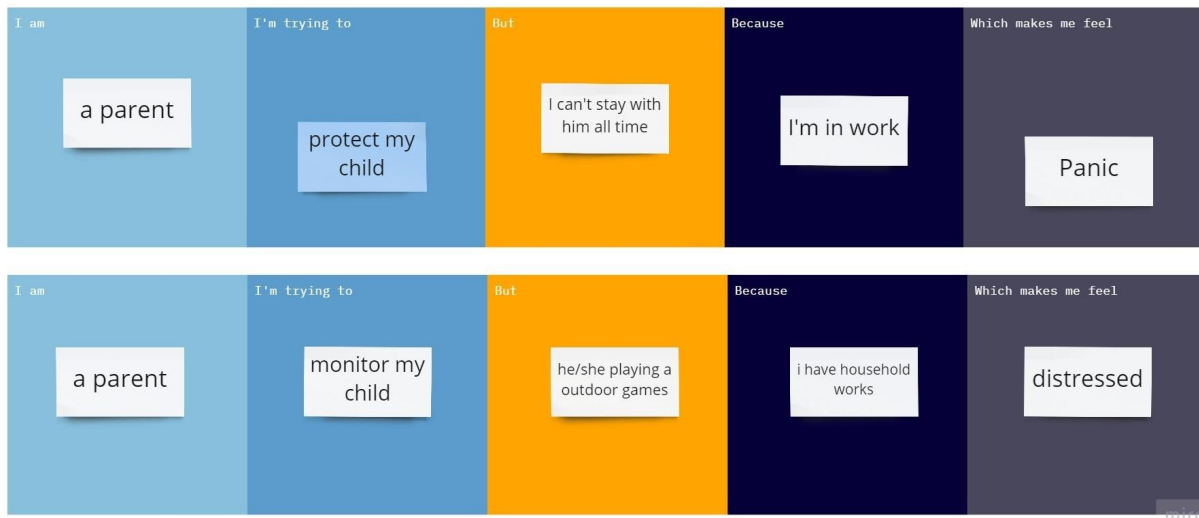 I am
I'm trying to
But
Because
Which makes me feel
a parent
protect my
child
I can't stay with
him all time
I'm in work
Panic
I am
I'm trying to
But
Because
Which makes me feel
a parent
monitor my
child
he/she playing a
outdoor games
i have household
works
distressed